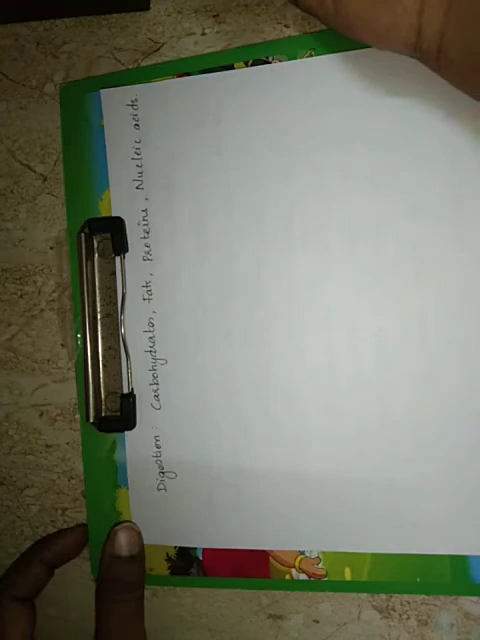 Digestion: Carbohydrates, Fats, Proteins, Nucleic acids.